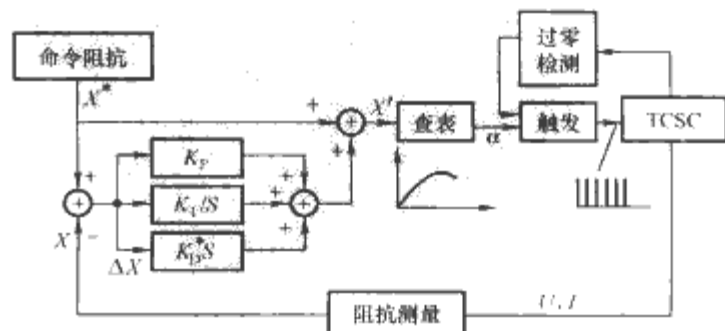 命令阻抗
X*
过零
检测
X′
查表
α
触发
TCSC
K_P
K_I/S
K_D*S
X
ΔX
U, I
阻抗测量
+
+
+
+
+
+
+
+
+
−